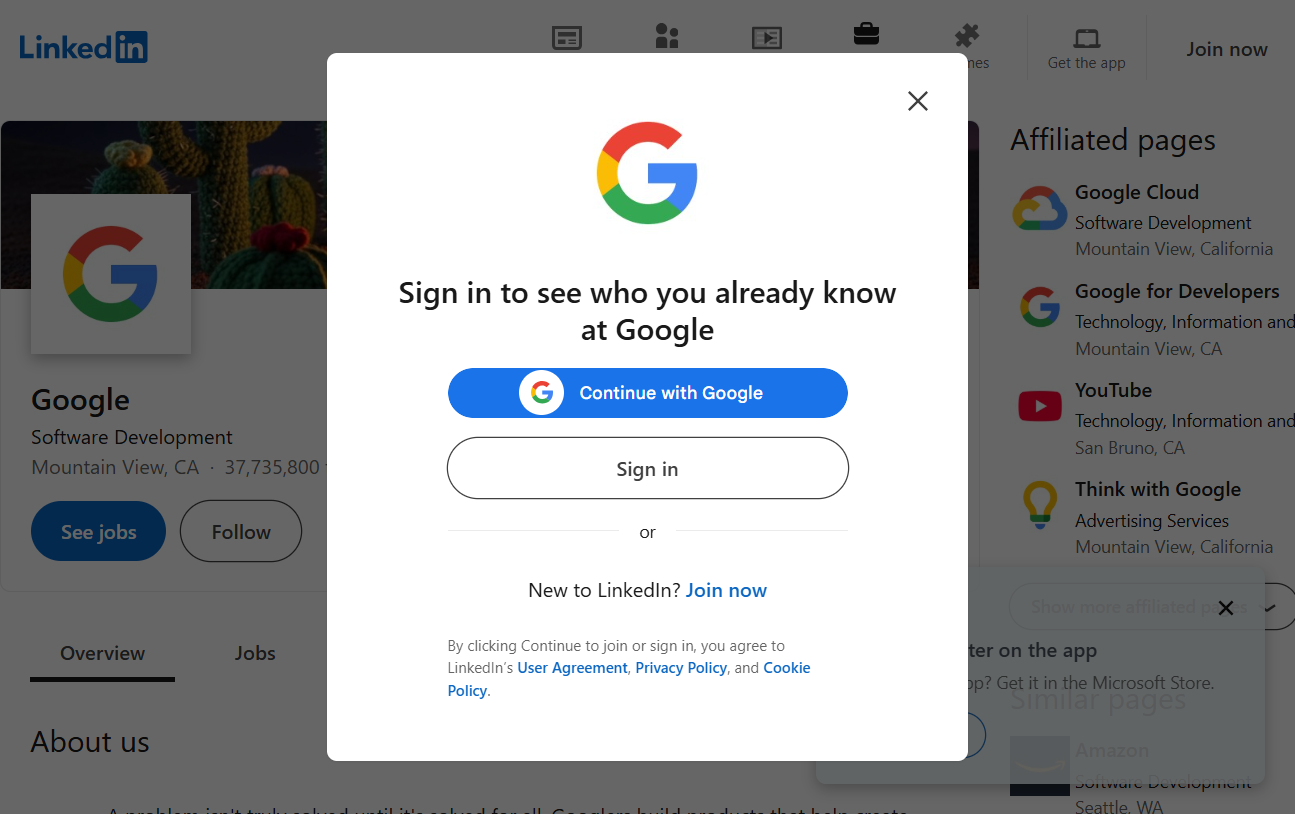 LinkedIn
Get the app
Join now
Sign in to see who you already know
at Google
Continue with Google
Sign in
or
New to LinkedIn? Join now
By clicking Continue to join or sign in, you agree to
LinkedIn's User Agreement, Privacy Policy, and Cookie
Policy.
Google
Software Development
Mountain View, CA · 37,735,800
See jobs
Follow
Overview
Jobs
About us
A problem isn't truly solved until it's solved for all. Googlers build products that help create
Affiliated pages
Google Cloud
Software Development
Mountain View, California
Google for Developers
Technology, Information and
Mountain View, CA
YouTube
Technology, Information and
San Bruno, CA
Think with Google
Advertising Services
Mountain View, California
Show more affiliated pages
on the app
Get it in the Microsoft Store.
Similar pages
Amazon
Software Development
Seattle, WA